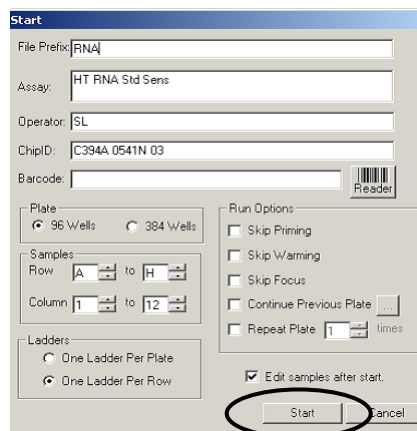 Start
File Prefix: RNA
Assay: HT RNA Std Sens
Operator: SL
ChipID: C394A 0541N 03
Barcode:
Reader
Plate
96 Wells 384 Wells
Samples
Row A to H
Column 1 to 12
Ladders
One Ladder Per Plate
One Ladder Per Row
Run Options
Skip Priming
Skip Warming
Skip Focus
Continue Previous Plate ...
Repeat Plate 1 times
Edit samples after start.
Start Cancel